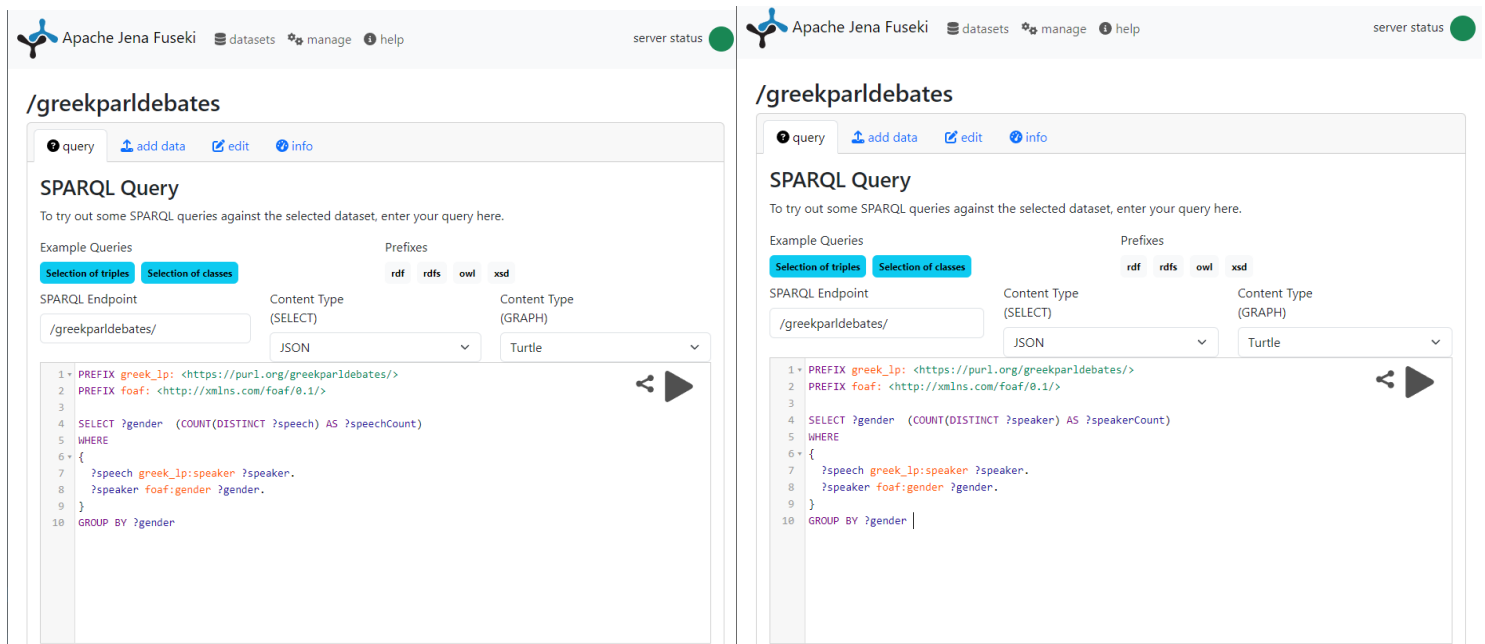 Apache Jena Fuseki datasets manage help server status
/greekparldebates
query add data edit info
SPARQL Query
To try out some SPARQL queries against the selected dataset, enter your query here.
Example Queries Prefixes
Selection of triples Selection of classes rdf rdfs owl xsd
SPARQL Endpoint Content Type (SELECT) Content Type (GRAPH)
/greekparldebates/ JSON Turtle
1 PREFIX greek_lp: <https://purl.org/greekparldebates/>
2 PREFIX foaf: <http://xmlns.com/foaf/0.1/>
3
4 SELECT ?gender  (COUNT(DISTINCT ?speech) AS ?speechCount)
5 WHERE
6 {
7   ?speech greek_lp:speaker ?speaker.
8   ?speaker foaf:gender ?gender.
9 }
10 GROUP BY ?gender
Apache Jena Fuseki datasets manage help server status
/greekparldebates
query add data edit info
SPARQL Query
To try out some SPARQL queries against the selected dataset, enter your query here.
Example Queries Prefixes
Selection of triples Selection of classes rdf rdfs owl xsd
SPARQL Endpoint Content Type (SELECT) Content Type (GRAPH)
/greekparldebates/ JSON Turtle
1 PREFIX greek_lp: <https://purl.org/greekparldebates/>
2 PREFIX foaf: <http://xmlns.com/foaf/0.1/>
3
4 SELECT ?gender  (COUNT(DISTINCT ?speaker) AS ?speakerCount)
5 WHERE
6 {
7   ?speech greek_lp:speaker ?speaker.
8   ?speaker foaf:gender ?gender.
9 }
10 GROUP BY ?gender